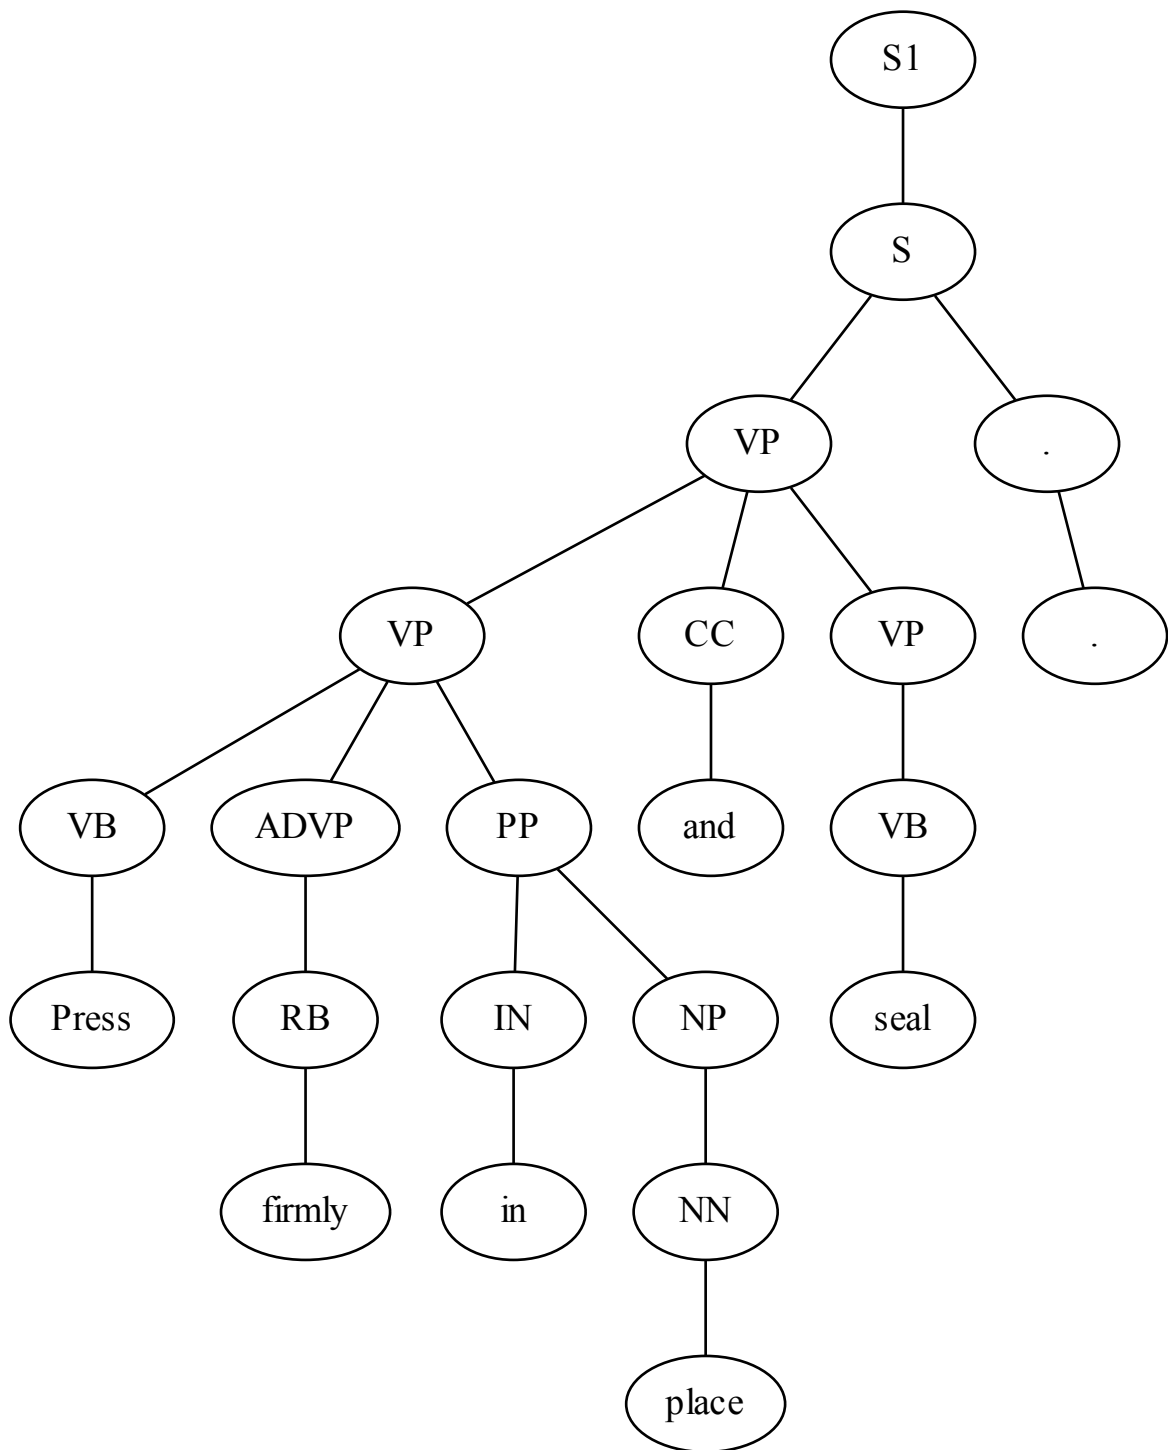 S1
S
VP .
VP CC VP .
VB ADVP PP and VB
Press RB IN NP seal
firmly in NN
place